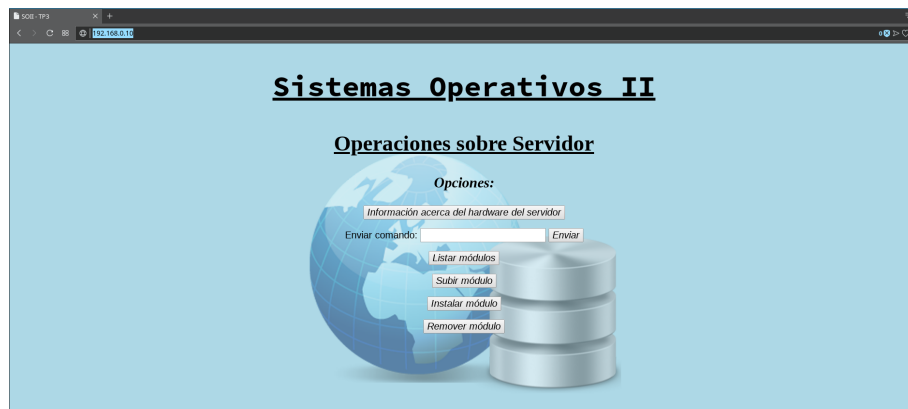 SOII - TP3
192.168.0.10
0
Sistemas Operativos II
Operaciones sobre Servidor
Opciones:
Información acerca del hardware del servidor
Enviar comando: Enviar
Listar módulos
Subir módulo
Instalar módulo
Remover módulo